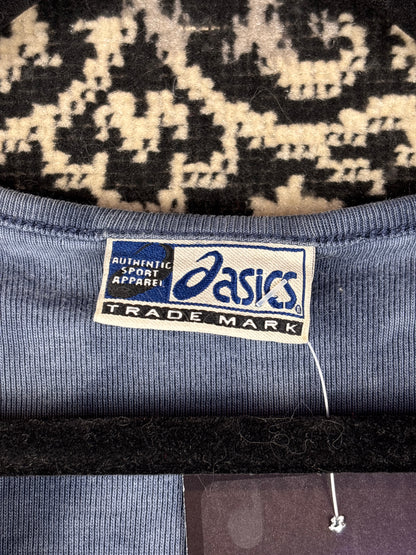 AUTHENTIC
SPORT
APPAREL
asics®
TRADE MARK